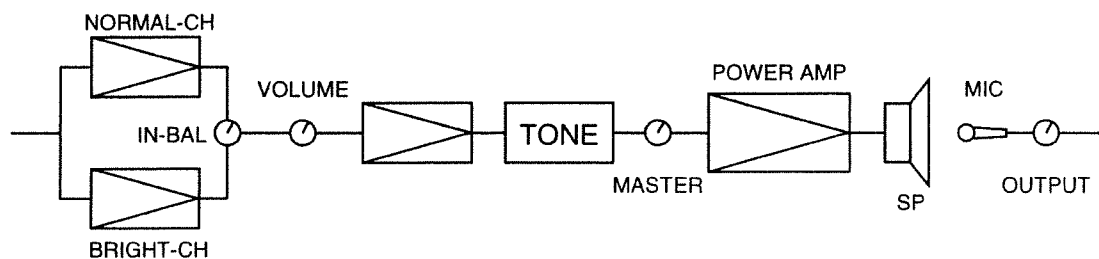 NORMAL-CH
VOLUME
POWER AMP
MIC
IN-BAL
TONE
MASTER
SP
OUTPUT
BRIGHT-CH